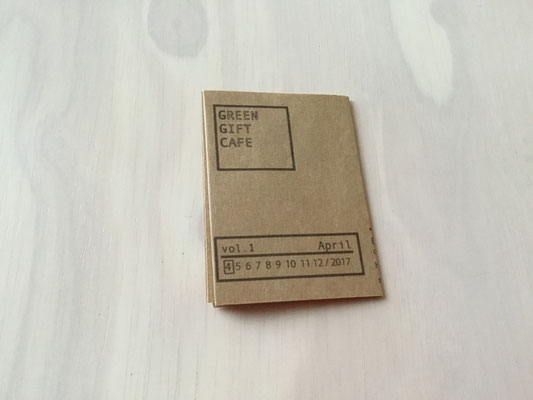 GREEN
GIFT
CAFE
vol.1 April
4 5 6 7 8 9 10 11 12 / 2017